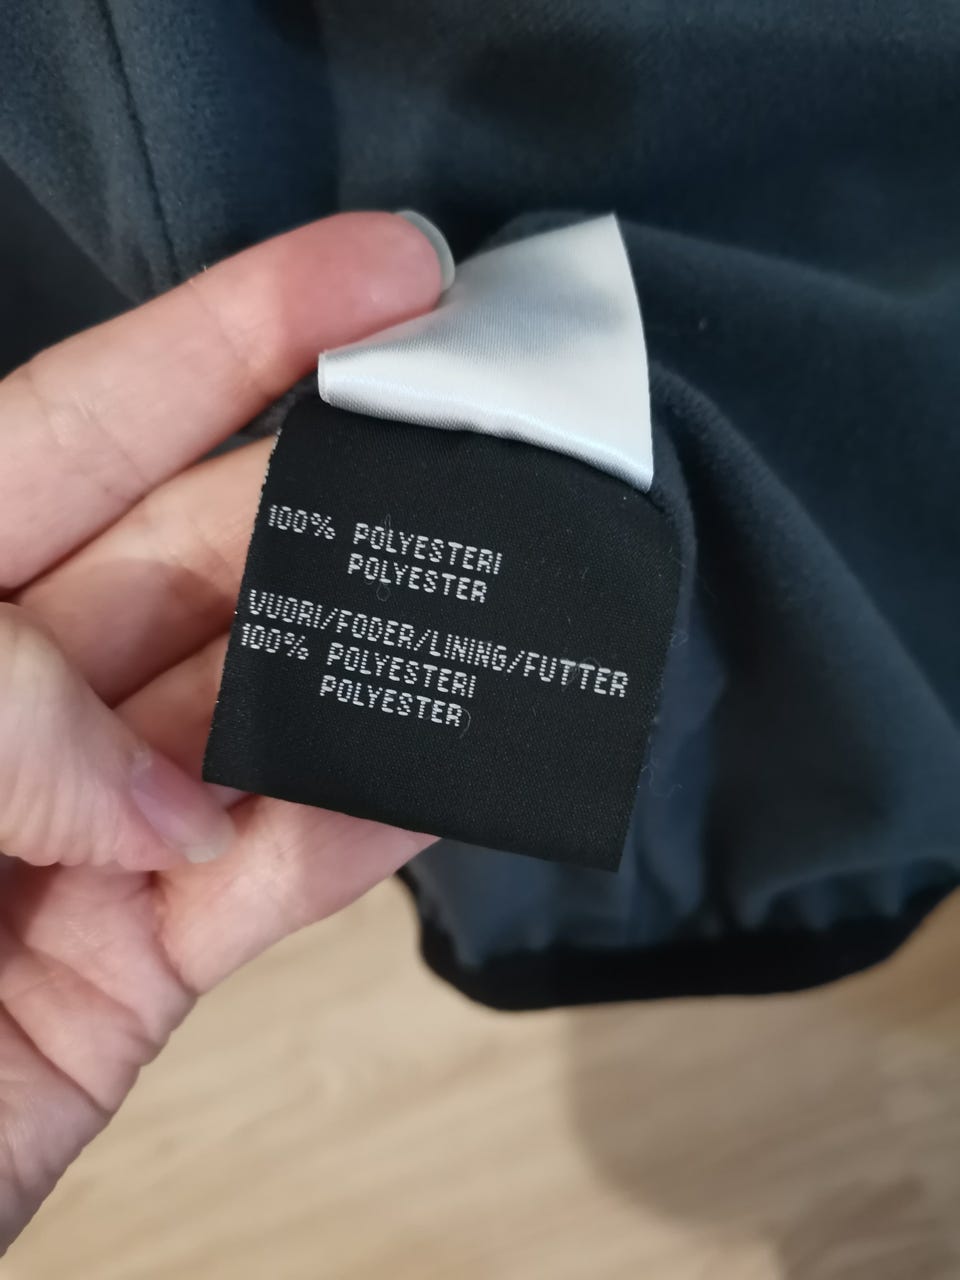 100% POLYESTERI
POLYESTER
VUORI/FODER/LINING/FUTTER
100% POLYESTERI
POLYESTER